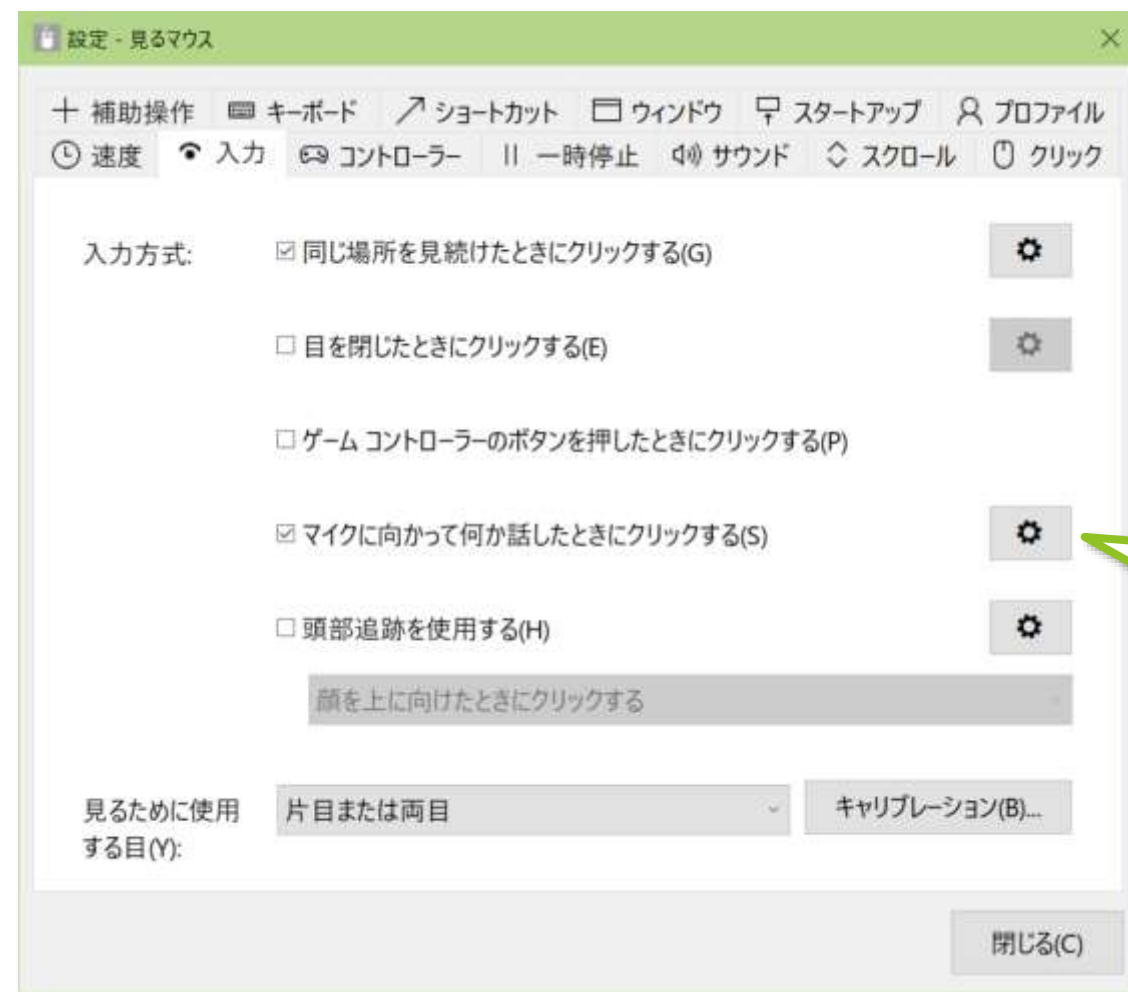 設定 - 見るマウス
補助操作 キーボード ショートカット ウィンドウ スタートアップ プロファイル
速度 入力 コントローラー 一時停止 サウンド スクロール クリック
入力方式: 同じ場所を見続けたときにクリックする(G)
目を閉じたときにクリックする(E)
ゲーム コントローラーのボタンを押したときにクリックする(P)
マイクに向かって何か話したときにクリックする(S)
頭部追跡を使用する(H)
顔を上に向けたときにクリックする
見るために使用 片目または両目 キャリブレーション(B)...
する目(Y):
閉じる(C)